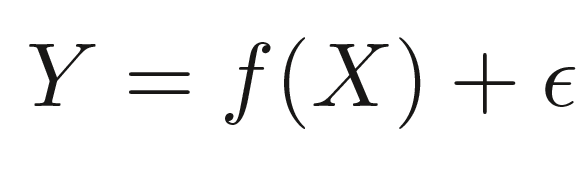 Y = f(X) + ϵ